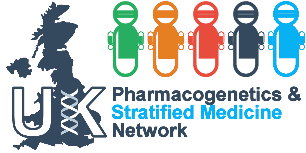 UK
Pharmacogenetics &
Stratified Medicine
Network